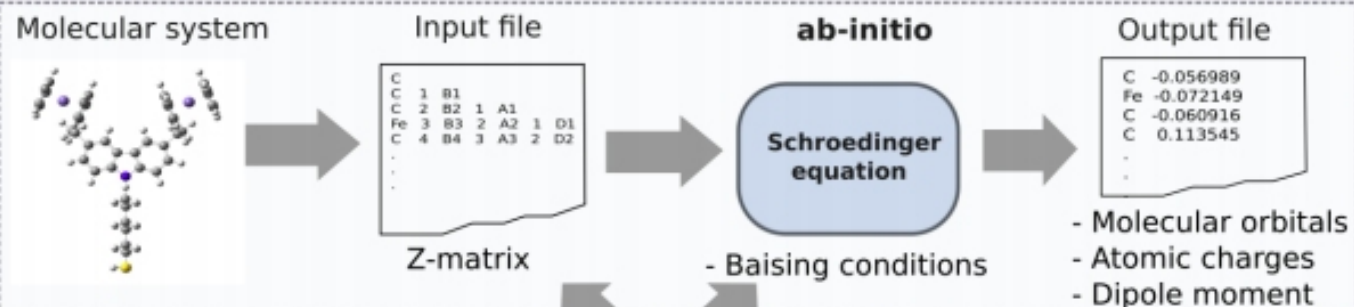 Molecular system
Input file
ab-initio
Output file
C
C 1 B1
C 2 B2 1 A1
Fe 3 B3 2 A2 1 D1
C 4 B4 3 A3 2 D2
.
.
.
Schroedinger
equation
C -0.056989
Fe -0.072149
C -0.060916
C 0.113545
.
.
.
Z-matrix
- Baising conditions
- Molecular orbitals
- Atomic charges
- Dipole moment